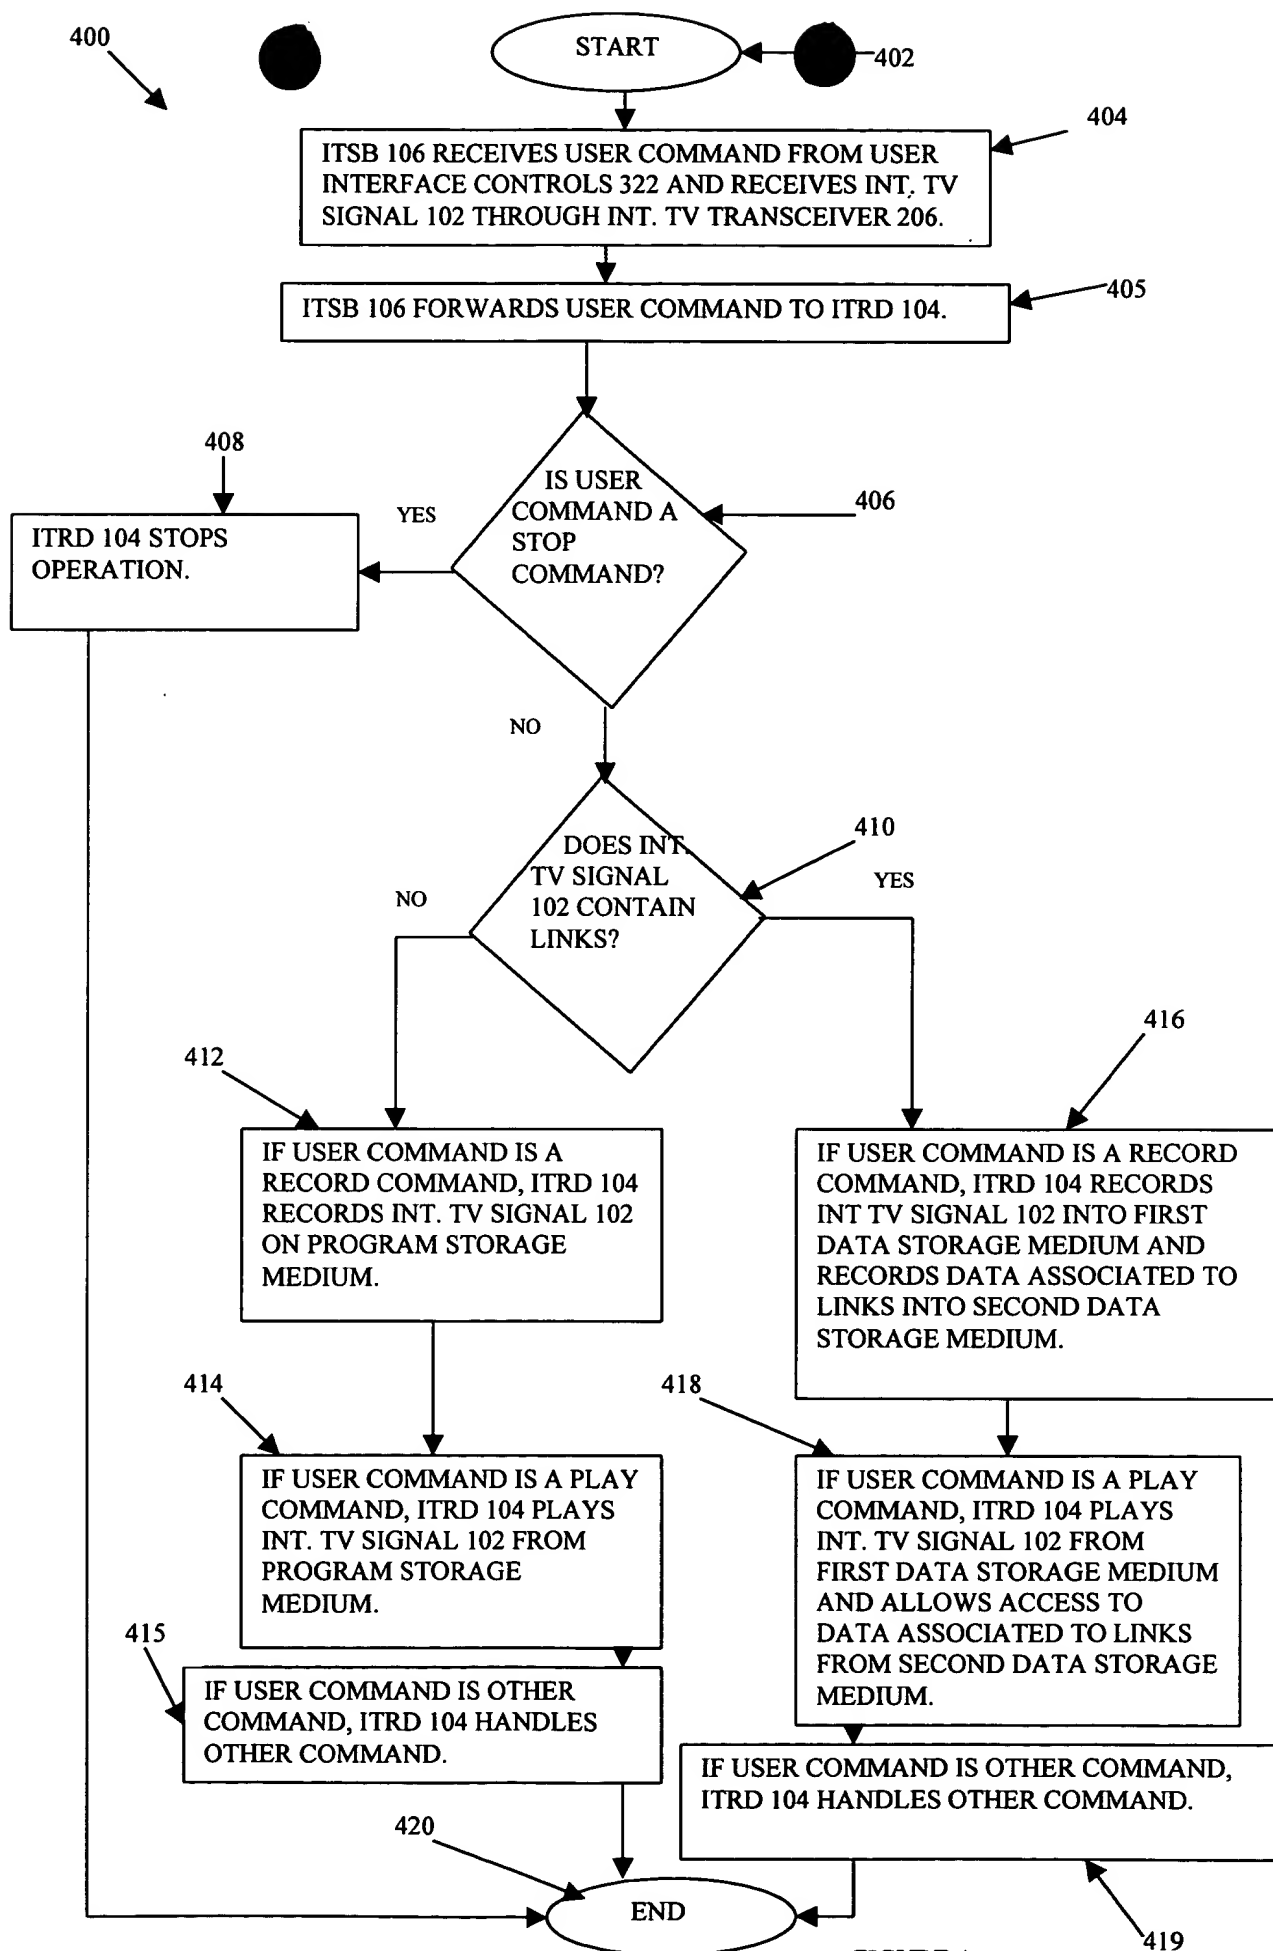 400
START
402
404
ITSB 106 RECEIVES USER COMMAND FROM USER
INTERFACE CONTROLS 322 AND RECEIVES INT. TV
SIGNAL 102 THROUGH INT. TV TRANSCEIVER 206.
405
ITSB 106 FORWARDS USER COMMAND TO ITRD 104.
408
YES
IS USER
COMMAND A
STOP
COMMAND?
406
ITRD 104 STOPS
OPERATION.
NO
410
DOES INT.
TV SIGNAL
102 CONTAIN
LINKS?
NO
YES
412
416
IF USER COMMAND IS A
RECORD COMMAND, ITRD 104
RECORDS INT. TV SIGNAL 102
ON PROGRAM STORAGE
MEDIUM.
IF USER COMMAND IS A RECORD
COMMAND, ITRD 104 RECORDS
INT TV SIGNAL 102 INTO FIRST
DATA STORAGE MEDIUM AND
RECORDS DATA ASSOCIATED TO
LINKS INTO SECOND DATA
STORAGE MEDIUM.
414
418
IF USER COMMAND IS A PLAY
COMMAND, ITRD 104 PLAYS
INT. TV SIGNAL 102 FROM
PROGRAM STORAGE
MEDIUM.
IF USER COMMAND IS A PLAY
COMMAND, ITRD 104 PLAYS
INT. TV SIGNAL 102 FROM
FIRST DATA STORAGE MEDIUM
AND ALLOWS ACCESS TO
DATA ASSOCIATED TO LINKS
FROM SECOND DATA STORAGE
MEDIUM.
415
IF USER COMMAND IS OTHER
COMMAND, ITRD 104 HANDLES
OTHER COMMAND.
IF USER COMMAND IS OTHER COMMAND,
ITRD 104 HANDLES OTHER COMMAND.
420
END
419